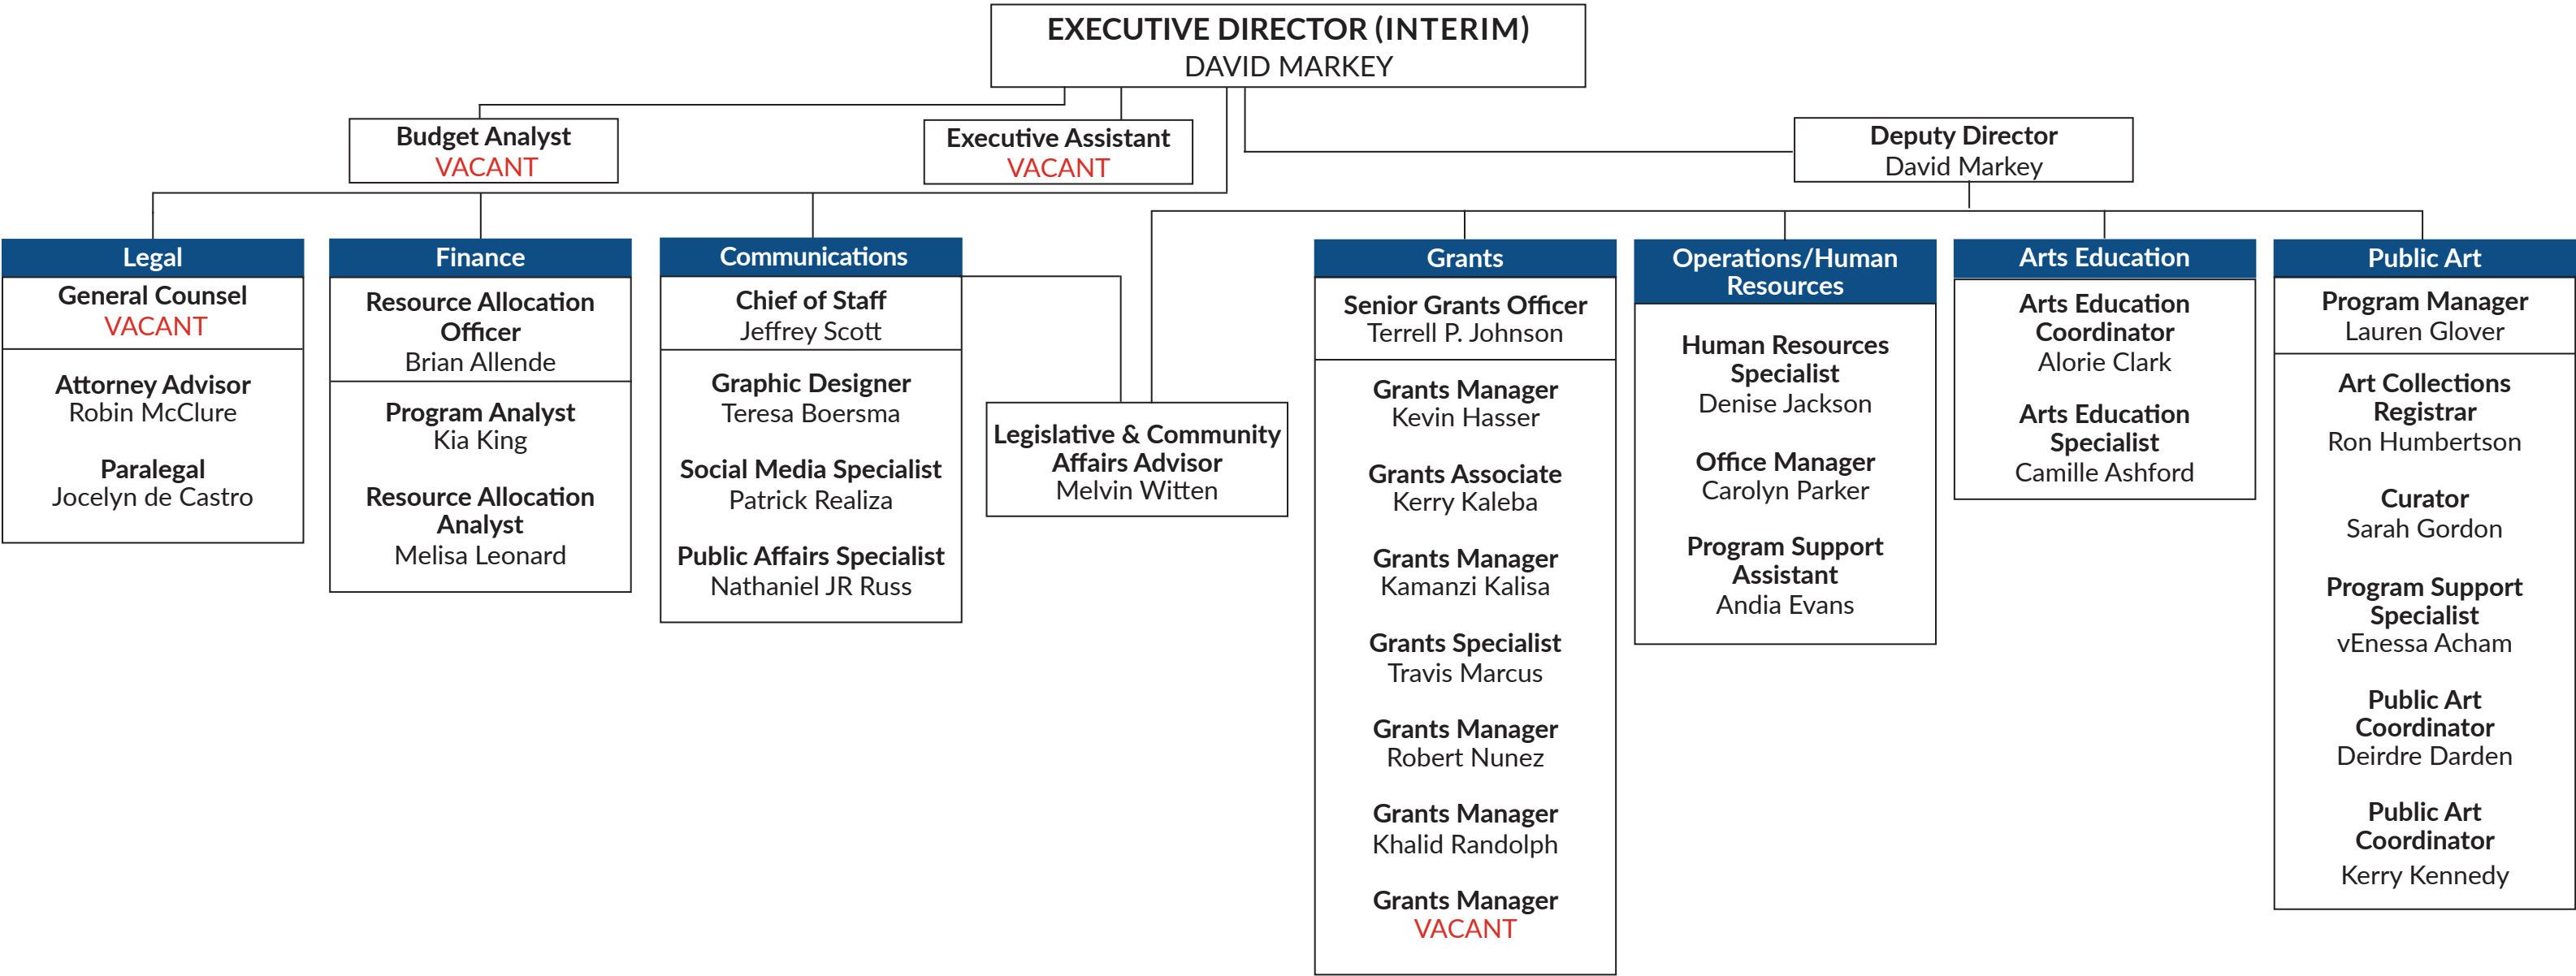 EXECUTIVE DIRECTOR (INTERIM)
DAVID MARKEY
Budget Analyst
VACANT
Executive Assistant
VACANT
Deputy Director
David Markey
Legal
General Counsel
VACANT
Attorney Advisor
Robin McClure
Paralegal
Jocelyn de Castro
Finance
Resource Allocation
Officer
Brian Allende
Program Analyst
Kia King
Resource Allocation
Analyst
Melisa Leonard
Communications
Chief of Staff
Jeffrey Scott
Graphic Designer
Teresa Boersma
Social Media Specialist
Patrick Realiza
Public Affairs Specialist
Nathaniel JR Russ
Legislative & Community
Affairs Advisor
Melvin Witten
Grants
Senior Grants Officer
Terrell P. Johnson
Grants Manager
Kevin Hasser
Grants Associate
Kerry Kaleba
Grants Manager
Kamanzi Kalisa
Grants Specialist
Travis Marcus
Grants Manager
Robert Nunez
Grants Manager
Khalid Randolph
Grants Manager
VACANT
Operations/Human
Resources
Human Resources
Specialist
Denise Jackson
Office Manager
Carolyn Parker
Program Support
Assistant
Andia Evans
Arts Education
Arts Education
Coordinator
Alorie Clark
Arts Education
Specialist
Camille Ashford
Public Art
Program Manager
Lauren Glover
Art Collections
Registrar
Ron Humbertson
Curator
Sarah Gordon
Program Support
Specialist
vEnessa Acham
Public Art
Coordinator
Deirdre Darden
Public Art
Coordinator
Kerry Kennedy